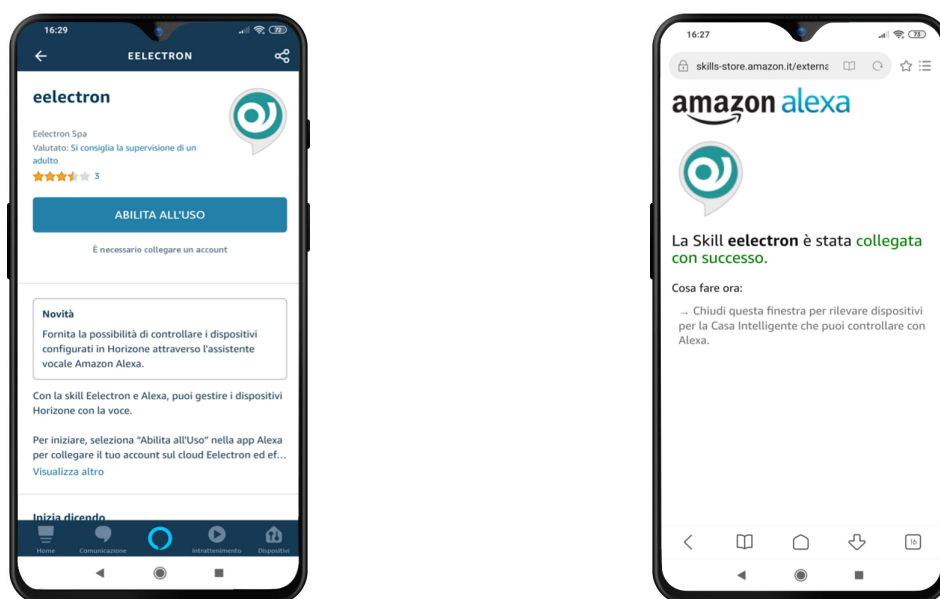 16:29
72
EELECTRON
eelectron
Eelectron Spa
Valutato: Si consiglia la supervisione di un
adulto
3
ABILITA ALL'USO
È necessario collegare un account
Novità
Fornita la possibilità di controllare i dispositivi
configurati in Horizone attraverso l'assistente
vocale Amazon Alexa.
Con la skill Eelectron e Alexa, puoi gestire i dispositivi
Horizone con la voce.
Per iniziare, seleziona "Abilita all'Uso" nella app Alexa
per collegare il tuo account sul cloud Eelectron ed ef...
Visualizza altro
Inizia dicendo
Home Comunicazione Intrattenimento Dispositivi
16:27
73
skills-store.amazon.it/externa
amazon alexa
La Skill eelectron è stata collegata
con successo.
Cosa fare ora:
→ Chiudi questa finestra per rilevare dispositivi
per la Casa Intelligente che puoi controllare con
Alexa.
16